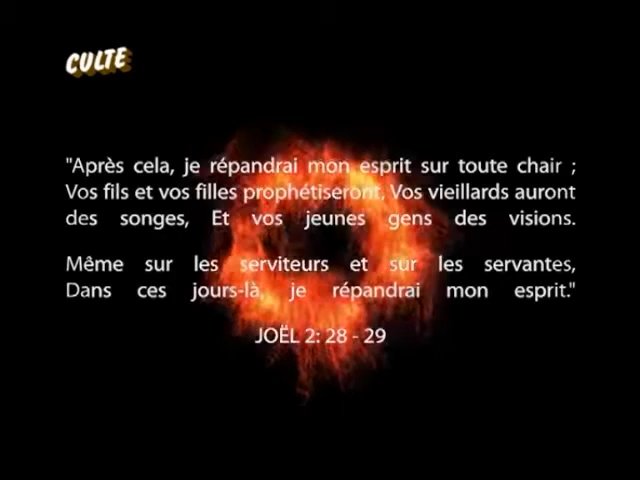 CULTE
"Après cela, je répandrai mon esprit sur toute chair ;
Vos fils et vos filles prophétiseront, Vos vieillards auront
des songes, Et vos jeunes gens des visions.
Même sur les serviteurs et sur les servantes,
Dans ces jours-là, je répandrai mon esprit."
JOËL 2: 28 - 29